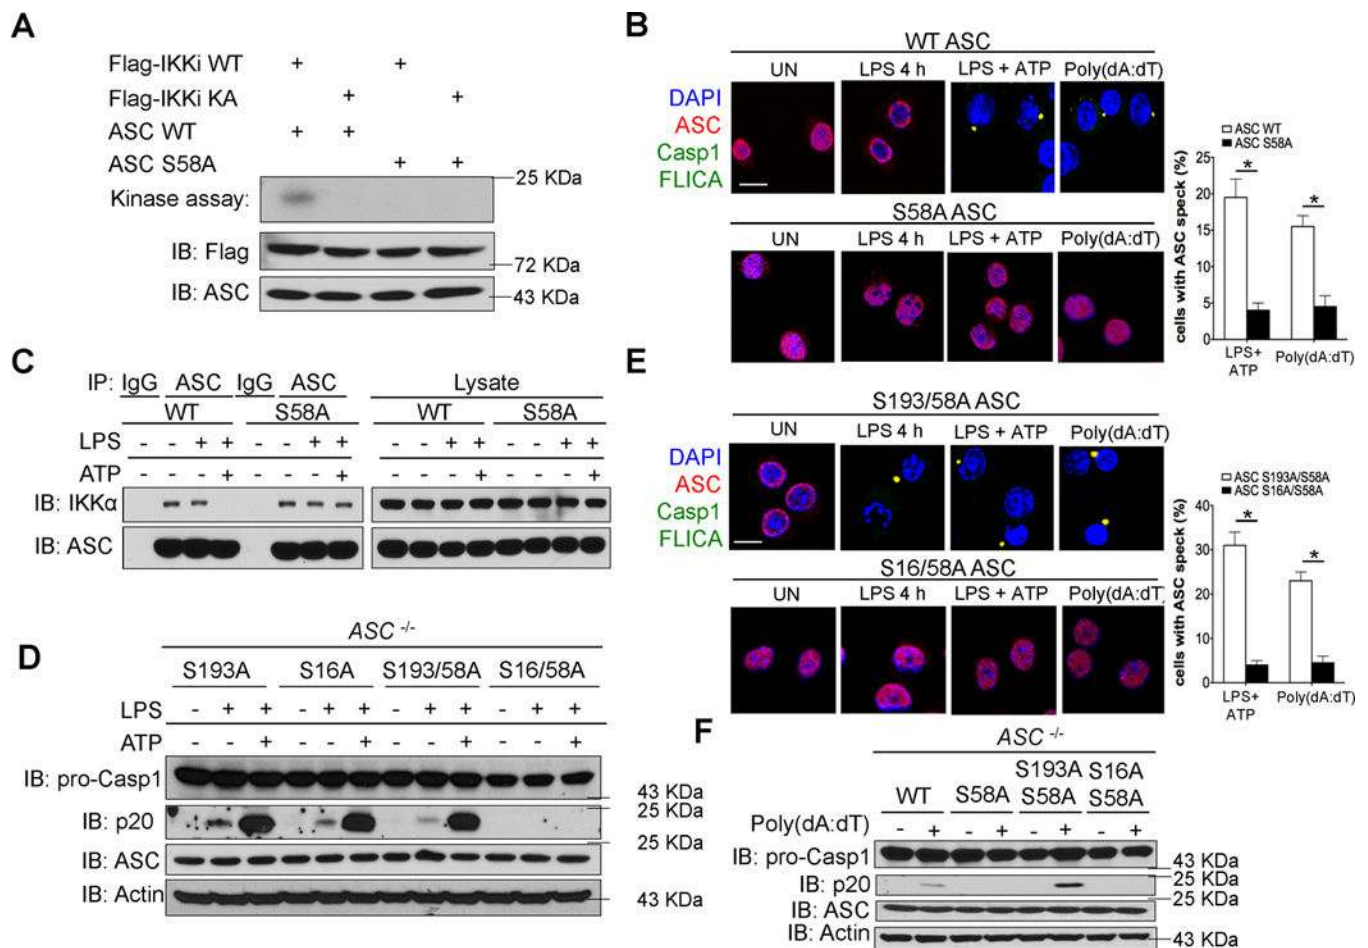 A
Flag-IKKi WT + +
Flag-IKKi KA + +
ASC WT + +
ASC S58A + +
Kinase assay: 25 KDa
IB: Flag 72 KDa
IB: ASC 43 KDa
B
WT ASC
UN LPS 4 h LPS + ATP Poly(dA:dT)
DAPI
ASC
Casp1
FLICA
S58A ASC
UN LPS 4 h LPS + ATP Poly(dA:dT)
ASC WT
ASC S58A
cells with ASC speck (%)
25
20
15
10
5
0
* *
LPS+ Poly(dA:dT)
ATP
C
IP: IgG ASC IgG ASC Lysate
WT S58A WT S58A
LPS - - + + - - + + - - + + - - + +
ATP - - - + - - - + - - - + - - - +
IB: IKKα
IB: ASC
D
ASC -/-
S193A S16A S193/58A S16/58A
LPS - + + - + + - + + - + +
ATP - - + - - + - - + - - +
IB: pro-Casp1 43 KDa
25 KDa
IB: p20
25 KDa
IB: ASC
IB: Actin 43 KDa
E
S193/58A ASC
UN LPS 4 h LPS + ATP Poly(dA:dT)
DAPI
ASC
Casp1
FLICA
S16/58A ASC
UN LPS 4 h LPS + ATP Poly(dA:dT)
ASC S193A/S58A
ASC S16A/S58A
cells with ASC speck (%)
40
30
20
10
0
* *
LPS+ Poly(dA:dT)
ATP
F
ASC -/-
S193A S16A
WT S58A S58A S58A
Poly(dA:dT) - + - + - + - +
IB: pro-Casp1 43 KDa
IB: p20 25 KDa
25 KDa
IB: ASC
IB: Actin 43 KDa